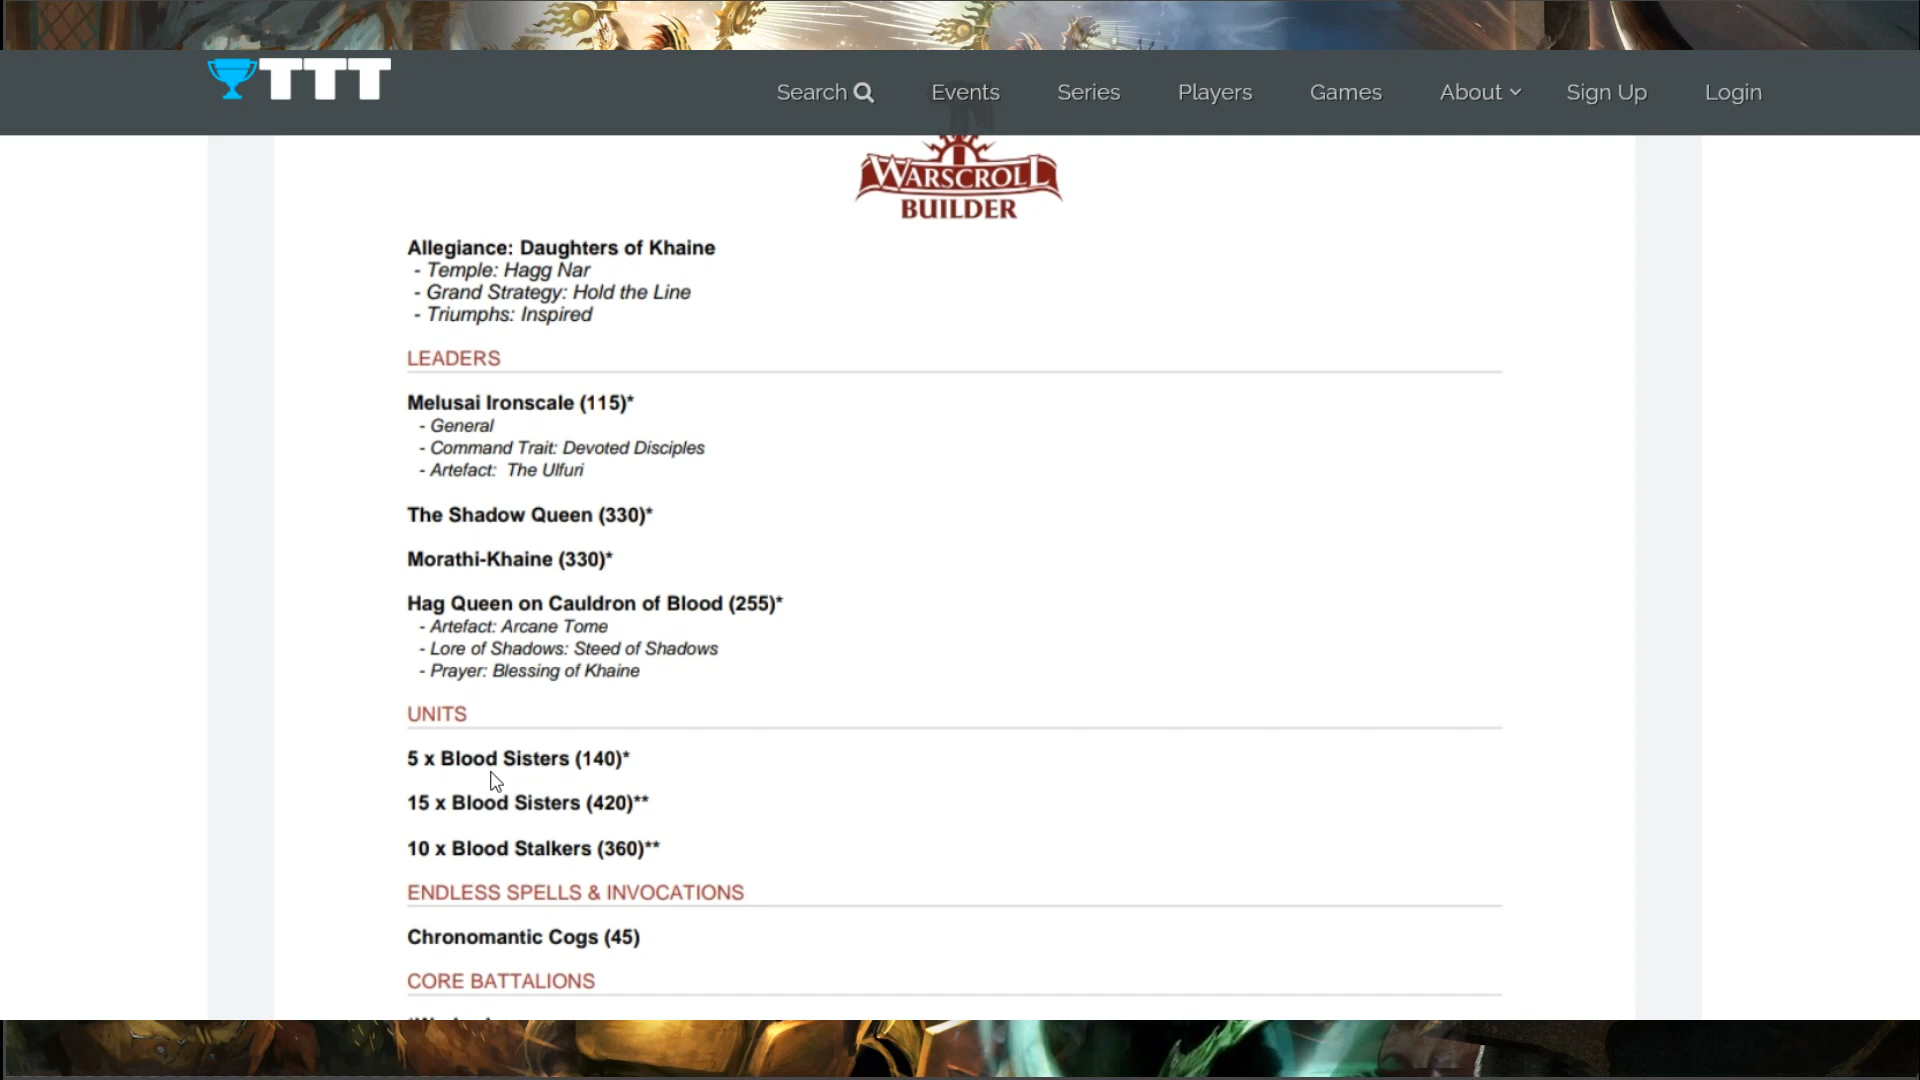 TTT
Search
Events
Series
Players
Games
About
Sign Up
Login
WARSCROLL
BUILDER
Allegiance: Daughters of Khaine
- Temple: Hagg Nar
- Grand Strategy: Hold the Line
- Triumphs: Inspired
LEADERS
Melusai Ironscale (115)*
- General
- Command Trait: Devoted Disciples
- Artefact: The Ulfuri
The Shadow Queen (330)*
Morathi-Khaine (330)*
Hag Queen on Cauldron of Blood (255)*
- Artefact: Arcane Tome
- Lore of Shadows: Steed of Shadows
- Prayer: Blessing of Khaine
UNITS
5 x Blood Sisters (140)*
15 x Blood Sisters (420)**
10 x Blood Stalkers (360)**
ENDLESS SPELLS & INVOCATIONS
Chronomantic Cogs (45)
CORE BATTALIONS